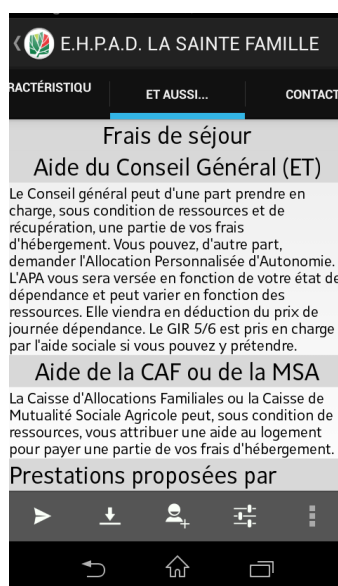 E.H.P.A.D. LA SAINTE FAMILLE
RACTÉRISTIQU
ET AUSSI...
CONTACT
Frais de séjour
Aide du Conseil Général (ET)
Le Conseil général peut d'une part prendre en
charge, sous condition de ressources et de
récupération, une partie de vos frais
d'hébergement. Vous pouvez, d'autre part,
demander l'Allocation Personnalisée d'Autonomie.
L'APA vous sera versée en fonction de votre état de
dépendance et peut varier en fonction des
ressources. Elle viendra en déduction du prix de
journée dépendance. Le GIR 5/6 est pris en charge
par l'aide sociale si vous pouvez y prétendre.
Aide de la CAF ou de la MSA
La Caisse d'Allocations Familiales ou la Caisse de
Mutualité Sociale Agricole peut, sous condition de
ressources, vous attribuer une aide au logement
pour payer une partie de vos frais d'hébergement.
Prestations proposées par